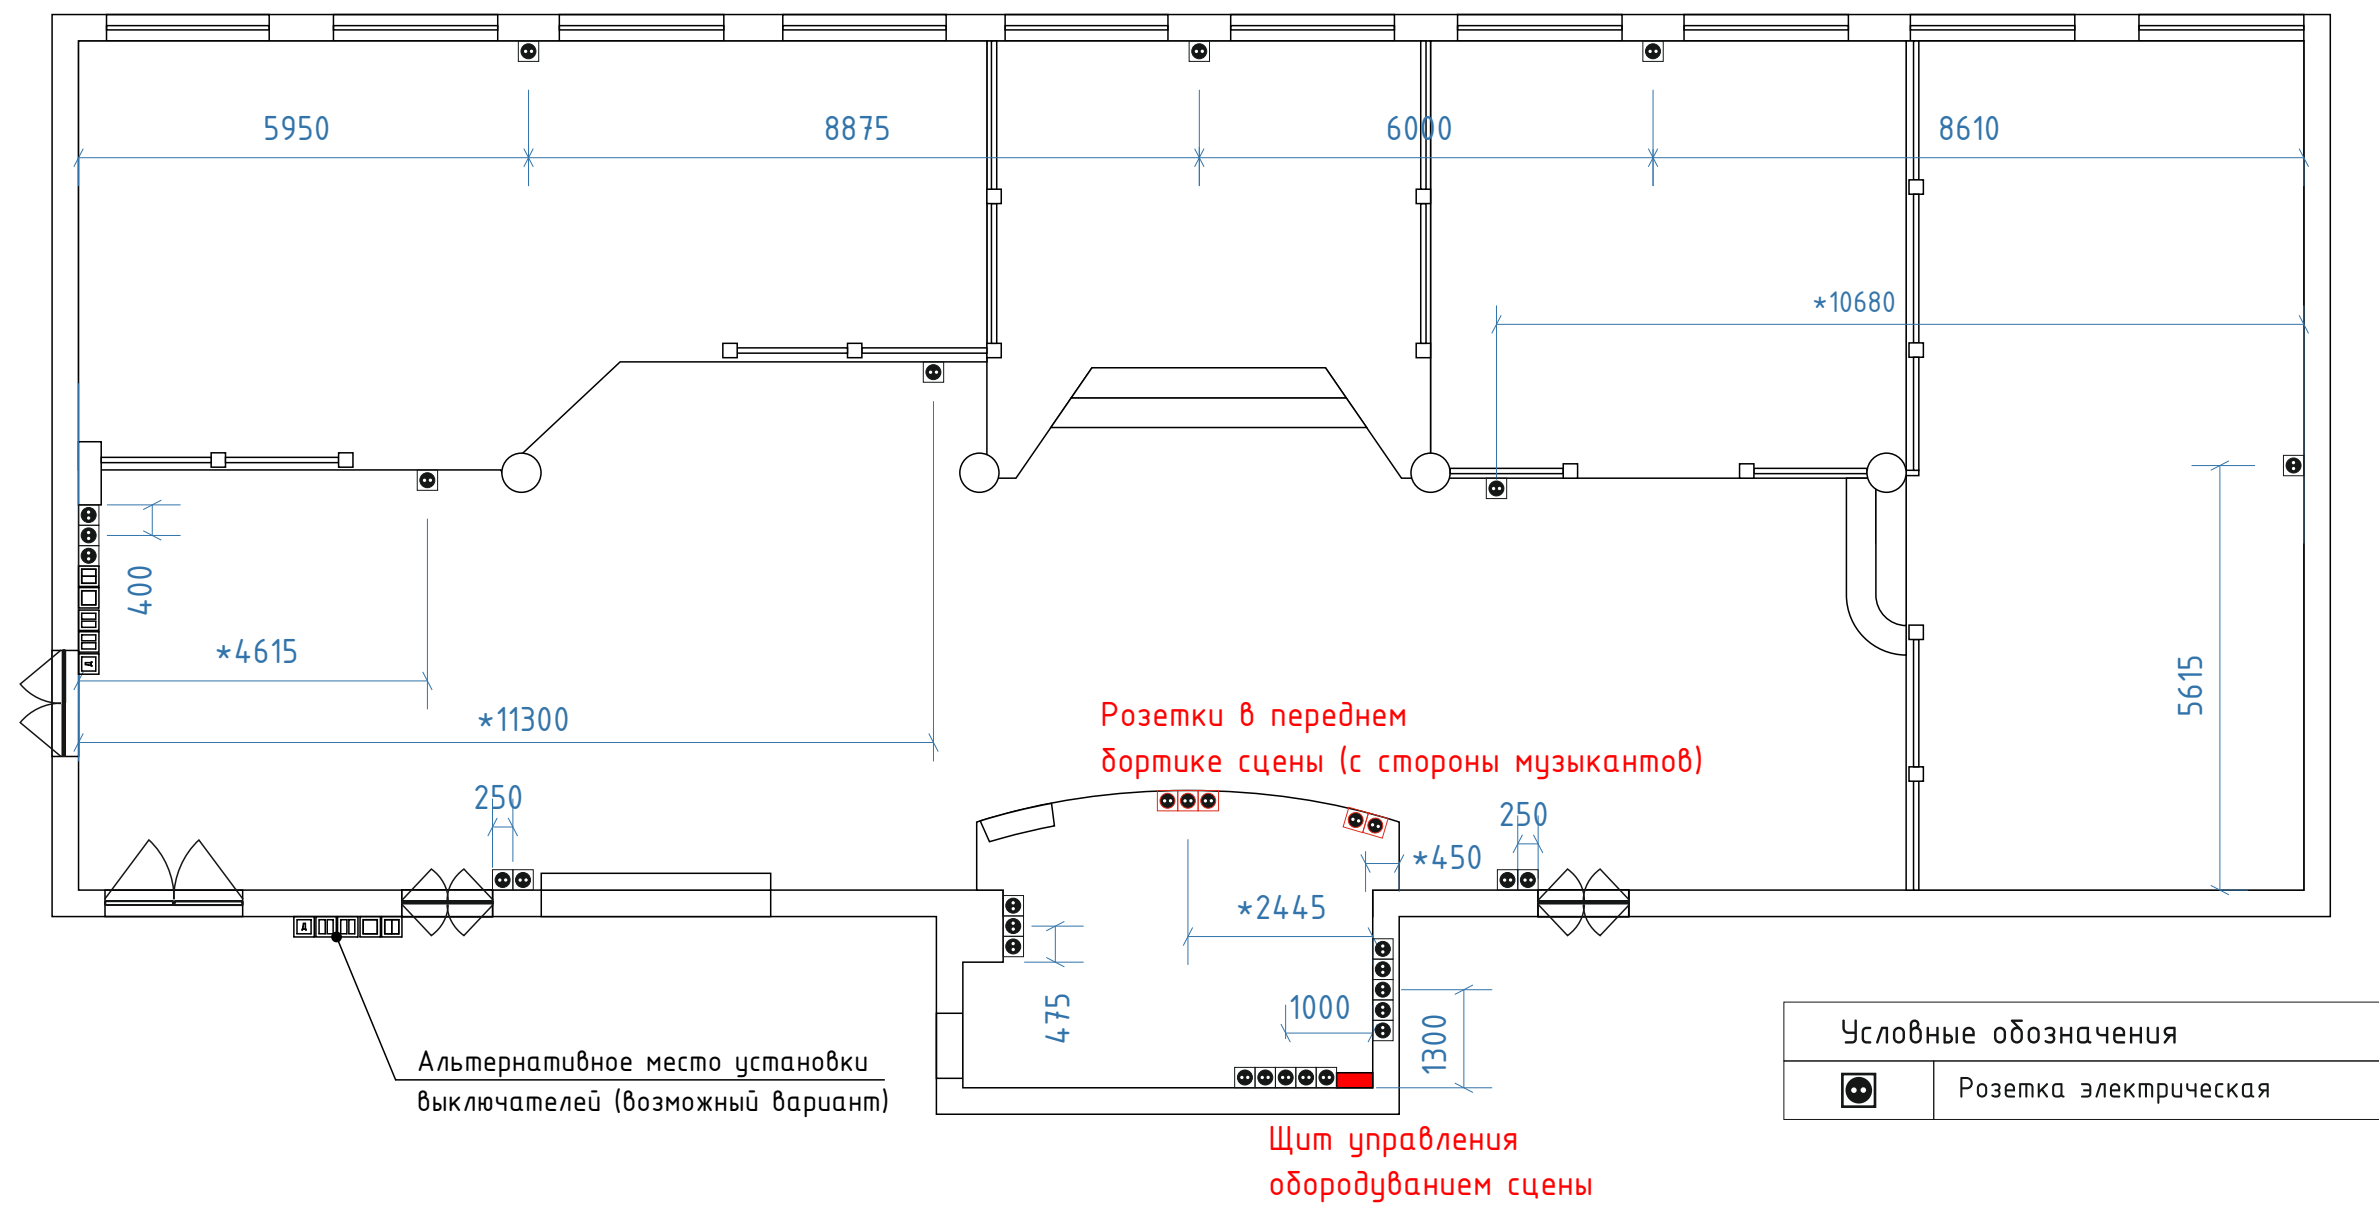 5950
8875
6000
8610
*10680
400
*4615
*11300
5615
Розетки в переднем
бортике сцены (с стороны музыкантов)
250
250
*450
*2445
Д
Д
475
1000
1300
Альтернативное место установки
выключателей (возможный вариант)
Условные обозначения
Розетка электрическая
Щит управления
обородуванием сцены